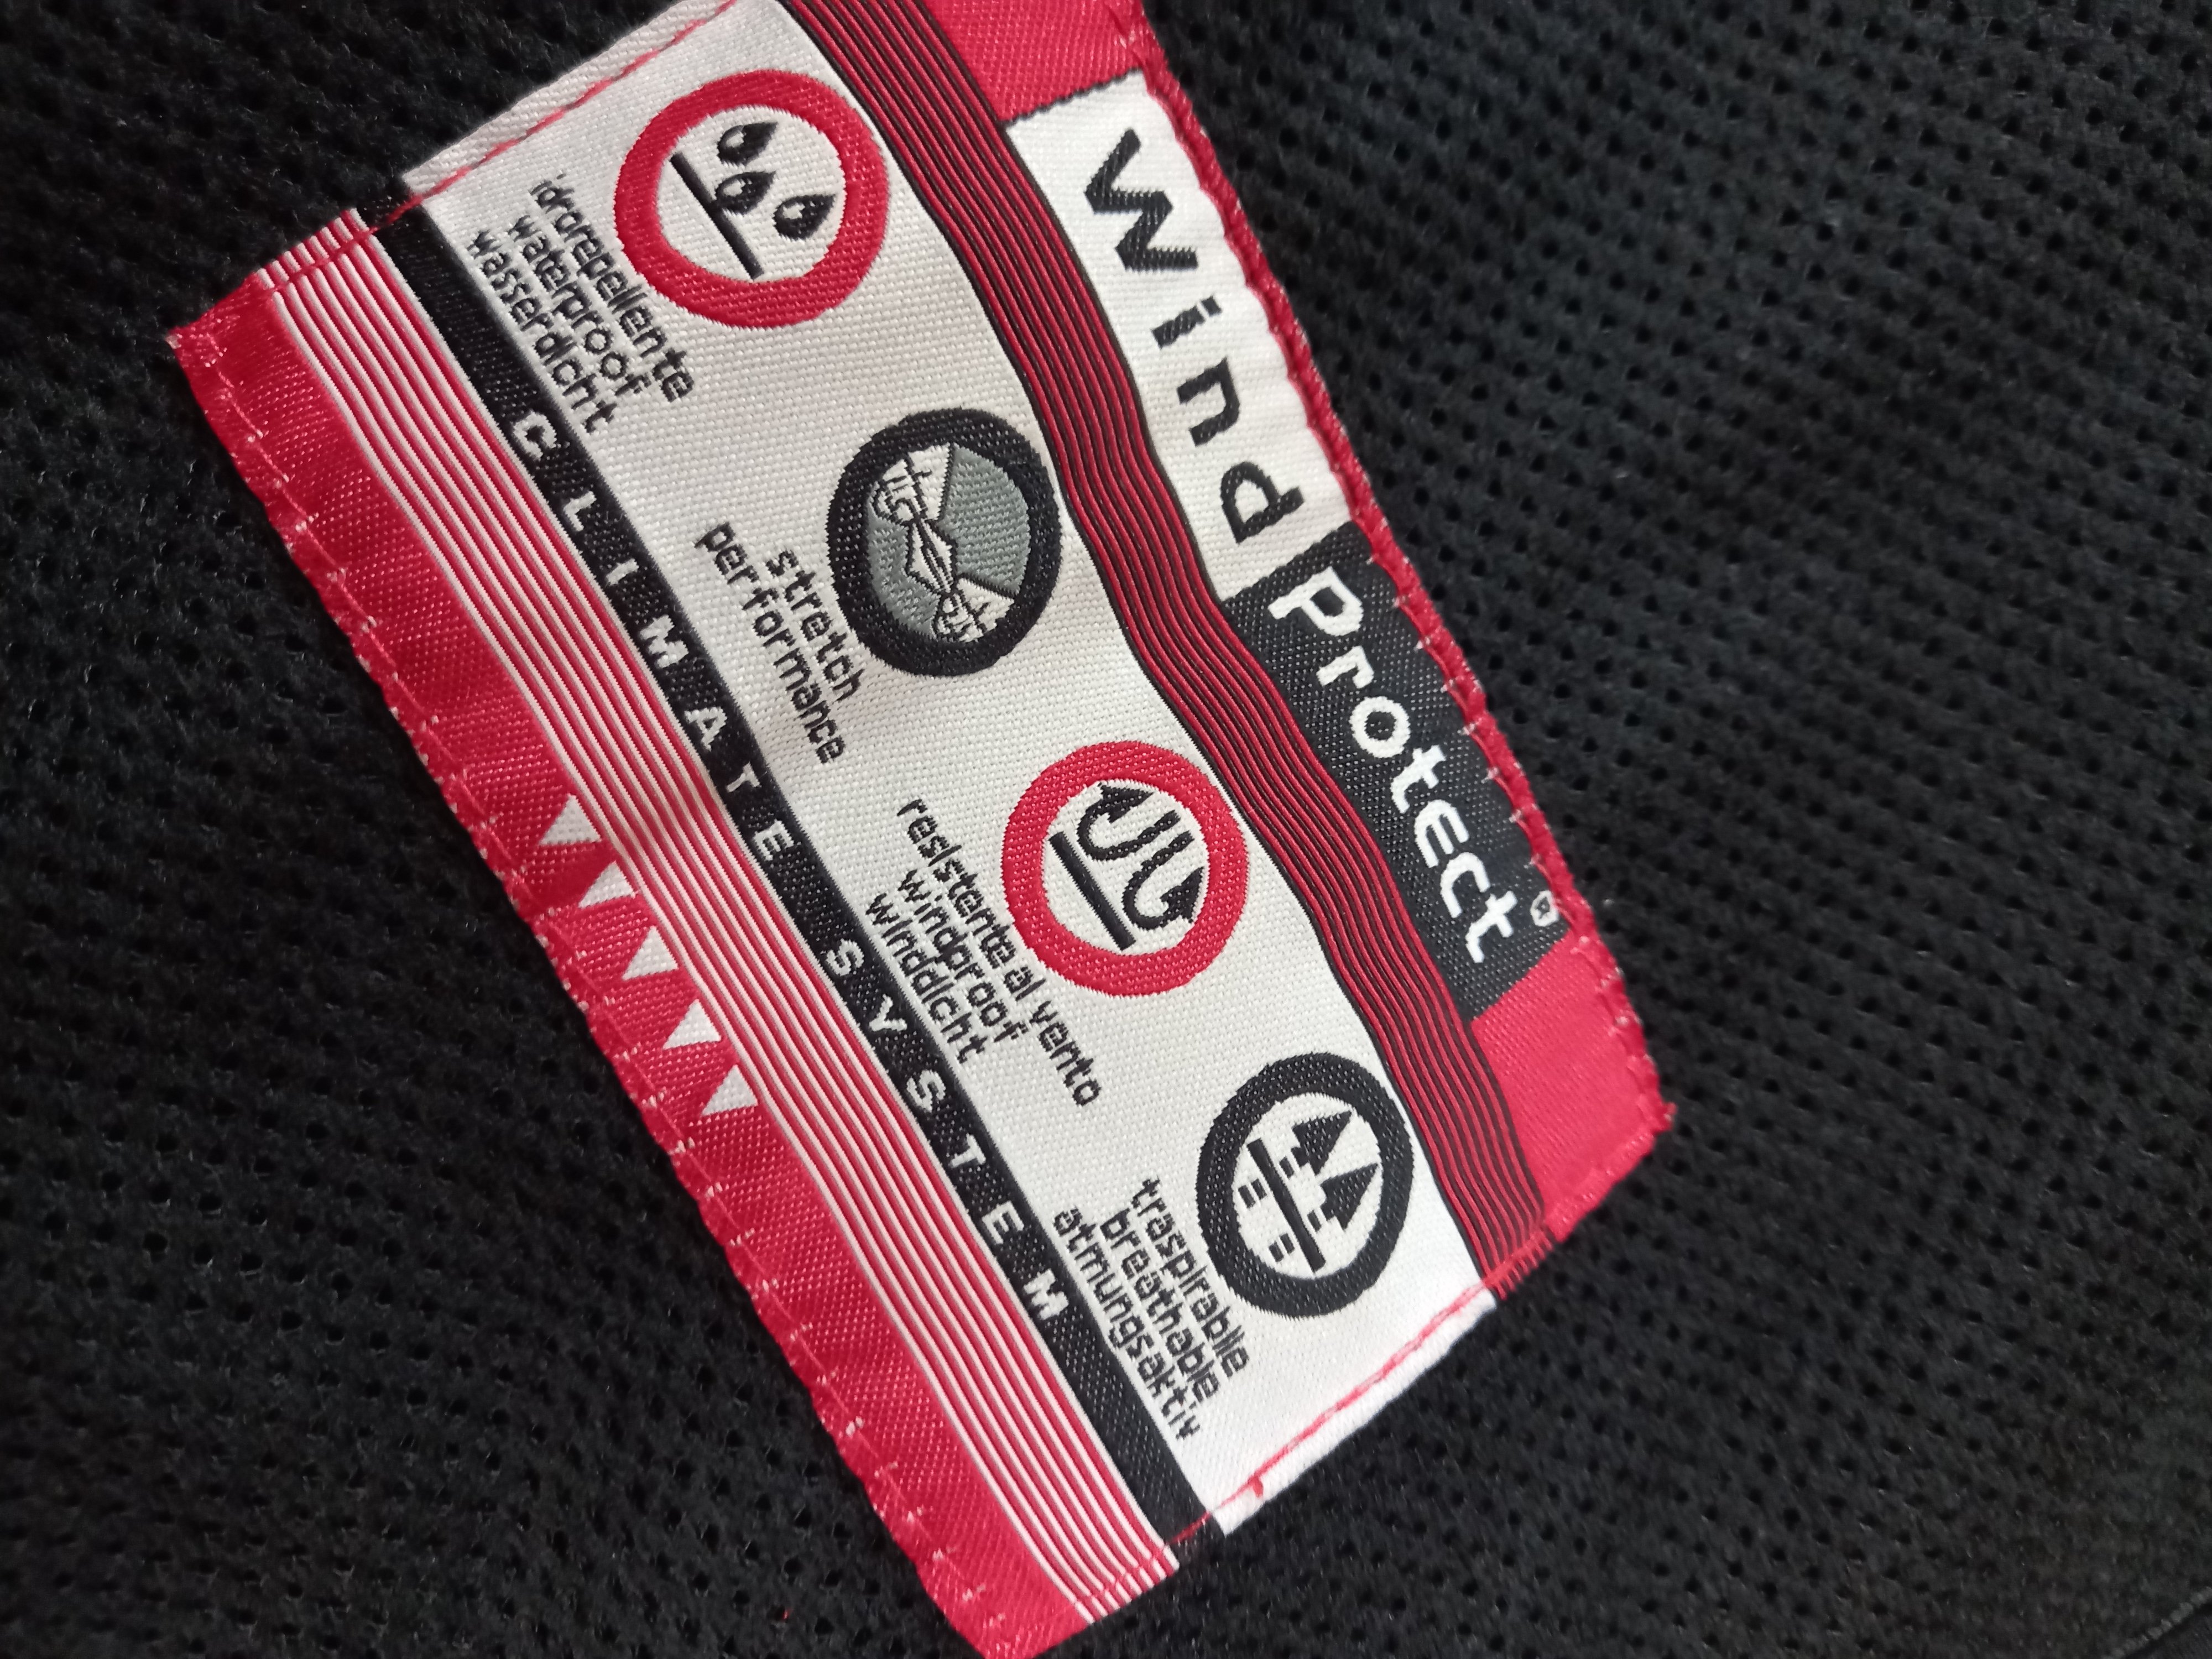 Wind Protect®
idrorepellente
waterproof
wasserdicht
stretch
performance
resistente al vento
windproof
winddicht
traspirabile
breathable
atmungsaktiv
CLIMATE SYSTEM